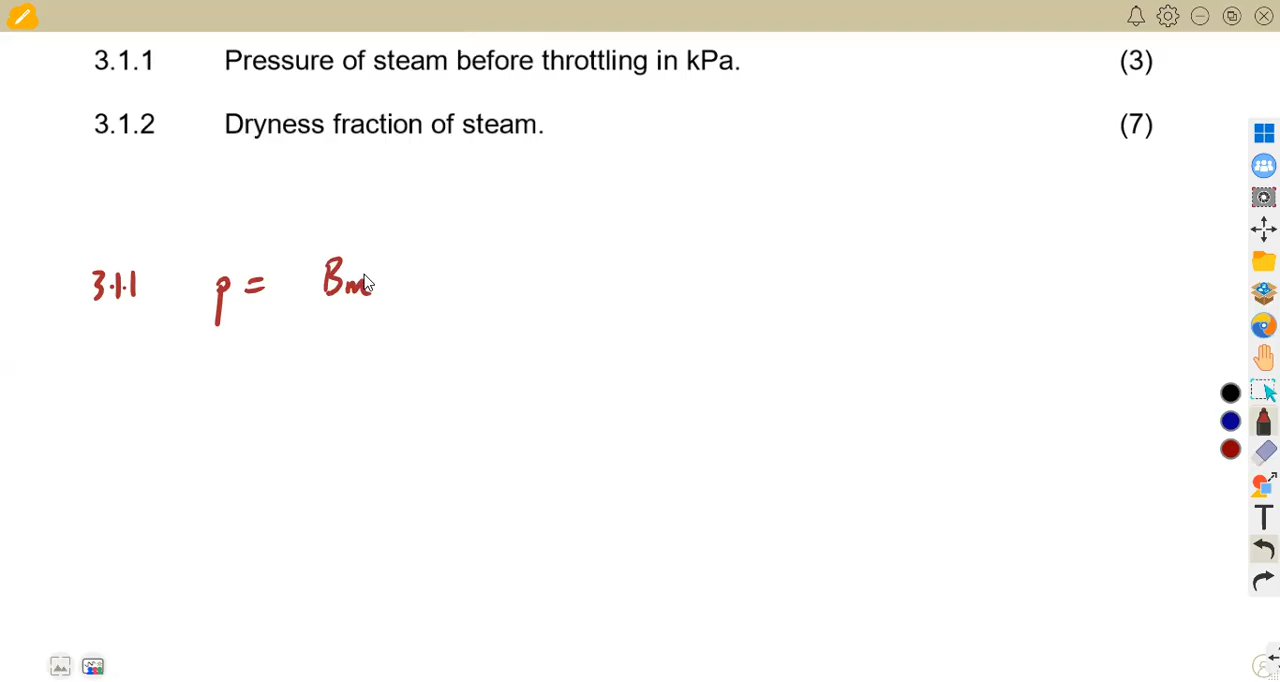 3.1.1 Pressure of steam before throttling in kPa. (3)
3.1.2 Dryness fraction of steam. (7)
3.1.1 p = Bm
T